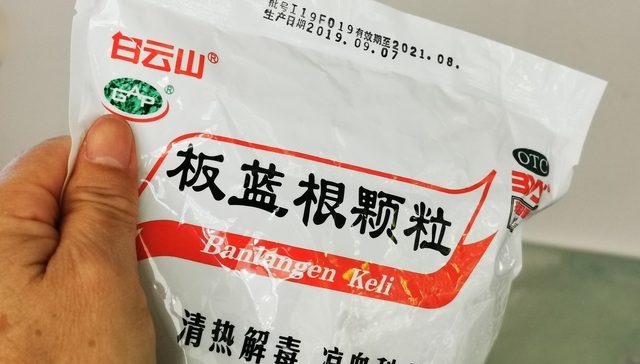 批号I19F019有效期至2021.08.
生产日期2019.09.07
白云山®
GAP®
OTC
板蓝根颗粒
Banlangen Keli
清热解毒 凉血